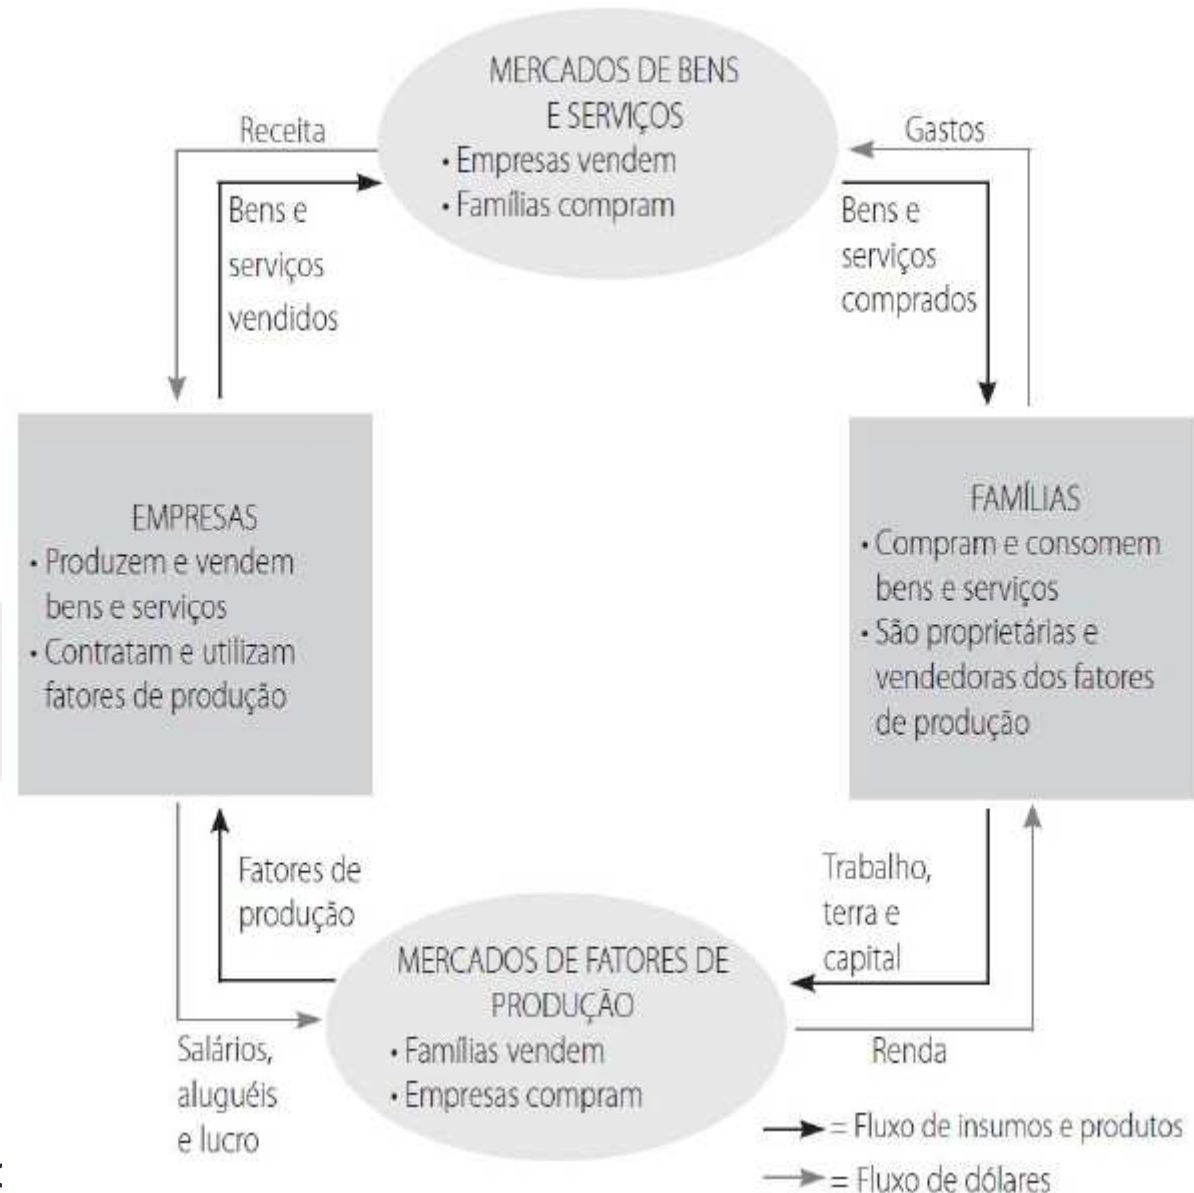 MERCADOS DE BENS
E SERVIÇOS
• Empresas vendem
• Famílias compram
Receita
Gastos
Bens e
serviços
vendidos
Bens e
serviços
comprados
EMPRESAS
• Produzem e vendem
bens e serviços
• Contratam e utilizam
fatores de produção
FAMÍLIAS
• Compram e consomem
bens e serviços
• São proprietárias e
vendedoras dos fatores
de produção
Fatores de
produção
Trabalho,
terra e
capital
MERCADOS DE FATORES DE
PRODUÇÃO
• Famílias vendem
• Empresas compram
Salários,
aluguéis
e lucro
Renda
= Fluxo de insumos e produtos
= Fluxo de dólares